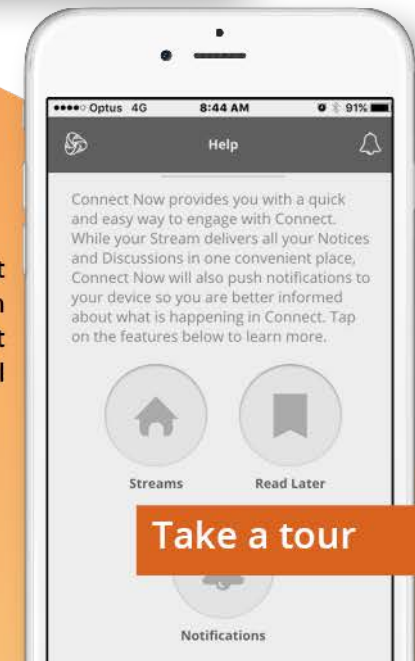 Optus 4G 8:44 AM 91%
Help
Connect Now provides you with a quick
and easy way to engage with Connect.
While your Stream delivers all your Notices
and Discussions in one convenient place,
Connect Now will also push notifications to
your device so you are better informed
about what is happening in Connect. Tap
on the features below to learn more.
Streams Read Later
Take a tour
Notifications